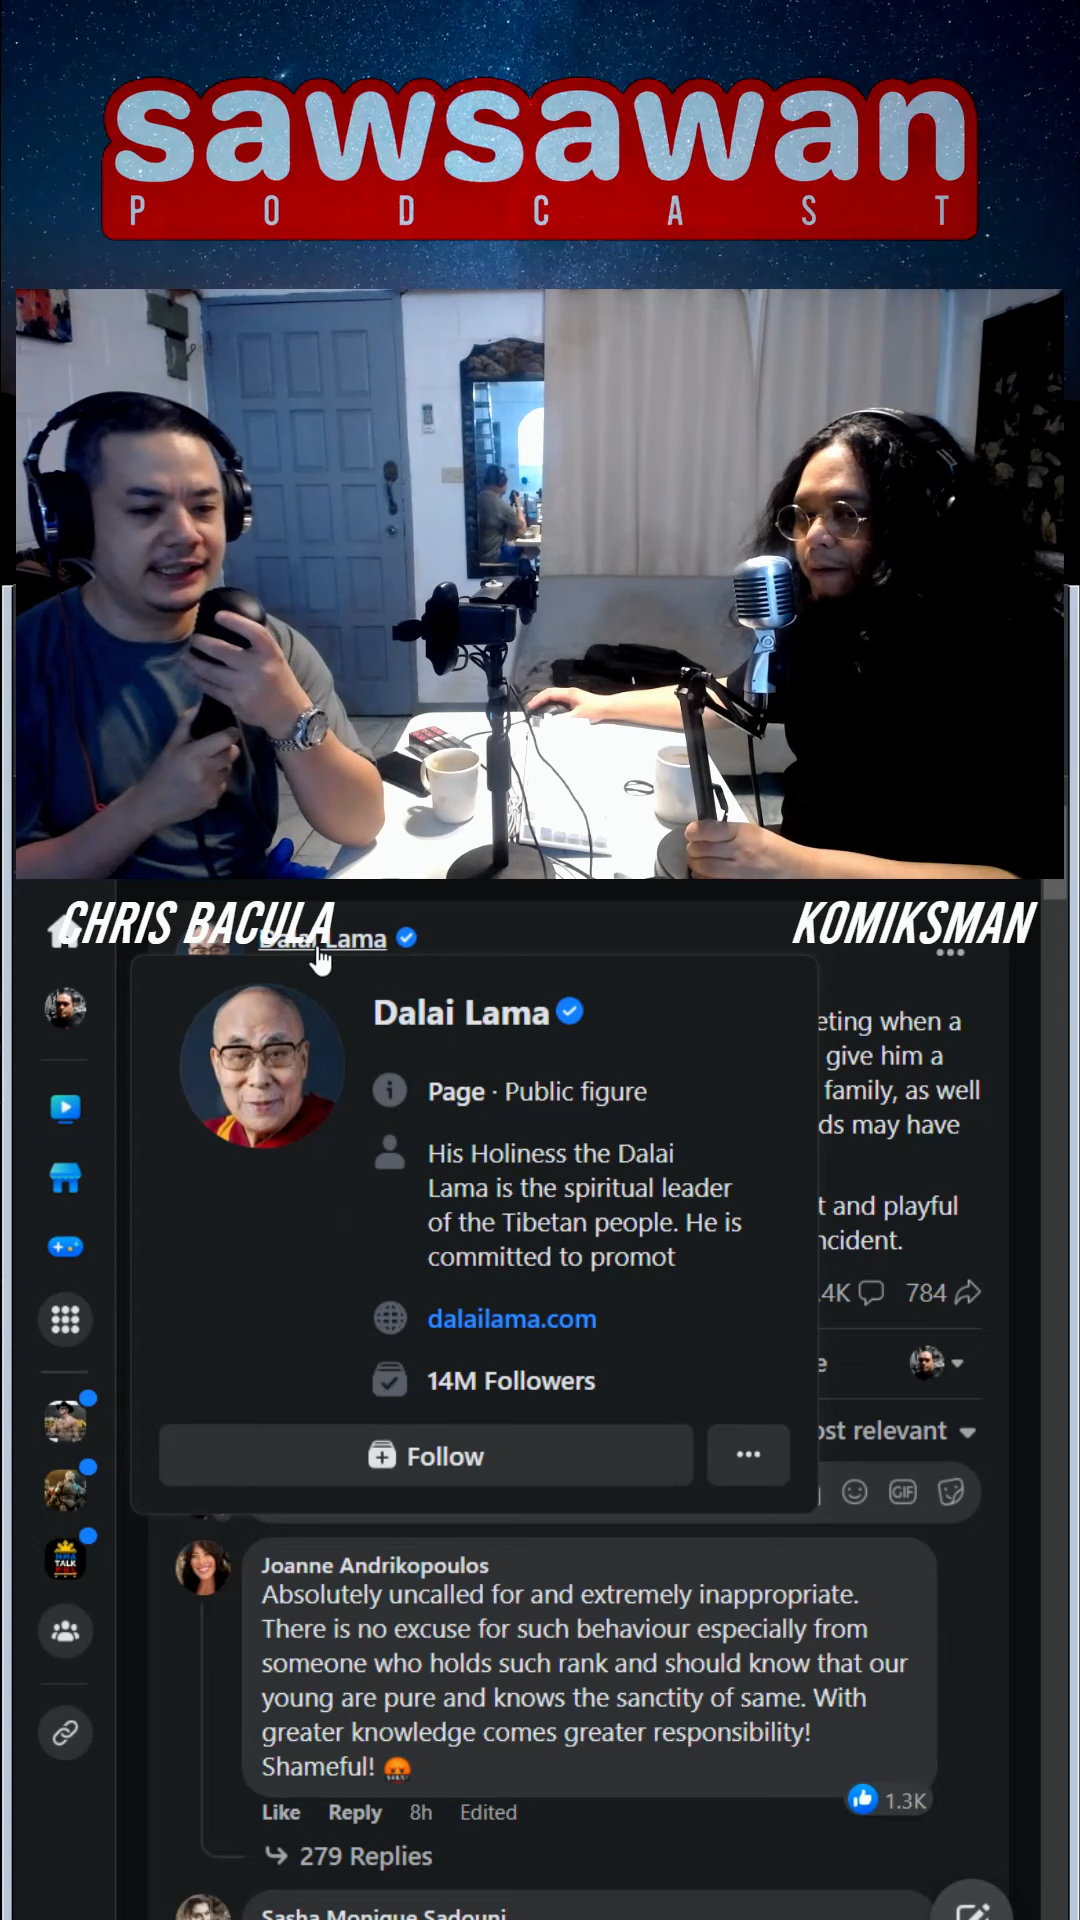 sawsawan
PODCAST
CHRIS BACULA
KOMIKSMAN
Dalai Lama
Dalai Lama
eting when a
Page · Public figure
give him a
family, as well
ds may have
His Holiness the Dalai
Lama is the spiritual leader
of the Tibetan people. He is
committed to promot
t and playful
ncident.
.4K
784
dalailama.com
14M Followers
e
Follow
ost relevant
GIF
Joanne Andrikopoulos
Absolutely uncalled for and extremely inappropriate.
There is no excuse for such behaviour especially from
someone who holds such rank and should know that our
young are pure and knows the sanctity of same. With
greater knowledge comes greater responsibility!
Shameful!
1.3K
Like Reply 8h Edited
279 Replies
Sasha Monique Sadouni
TALK